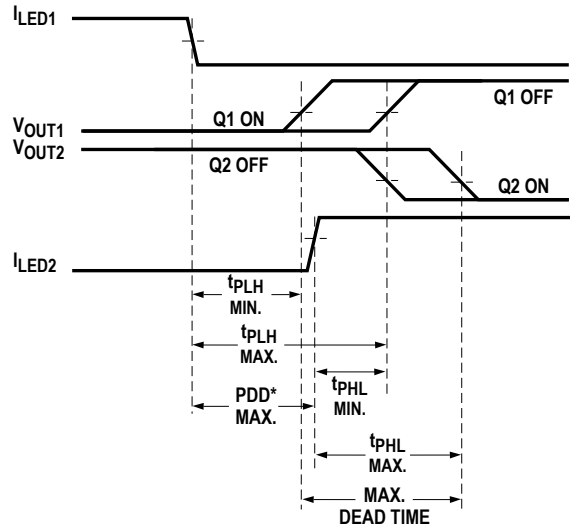 ILED1
Q1 ON
Q1 OFF
VOUT1
VOUT2
Q2 OFF
Q2 ON
ILED2
tPLH
MIN.
tPLH
MAX.
PDD*
MAX.
tPHL
MIN.
tPHL
MAX.
MAX.
DEAD TIME